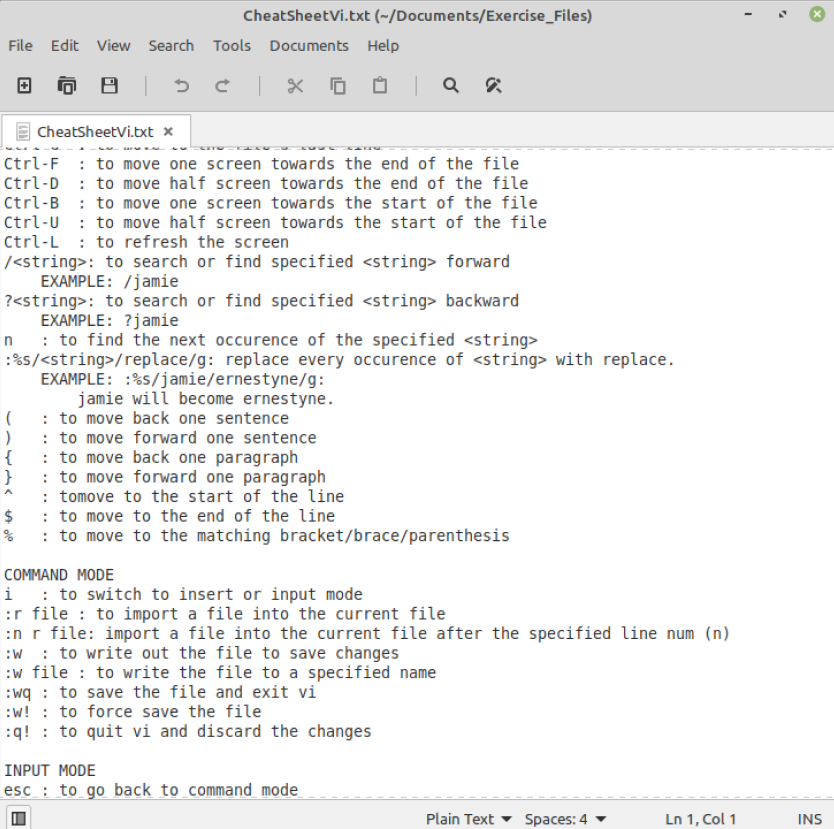 CheatSheetVi.txt (~/Documents/Exercise_Files)
File Edit View Search Tools Documents Help
CheatSheetVi.txt
Ctrl-F  : to move one screen towards the end of the file
Ctrl-D  : to move half screen towards the end of the file
Ctrl-B  : to move one screen towards the start of the file
Ctrl-U  : to move half screen towards the start of the file
Ctrl-L  : to refresh the screen
/<string>: to search or find specified <string> forward
    EXAMPLE: /jamie
?<string>: to search or find specified <string> backward
    EXAMPLE: ?jamie
n   : to find the next occurence of the specified <string>
:%s/<string>/replace/g: replace every occurence of <string> with replace.
    EXAMPLE: :%s/jamie/ernestyne/g:
        jamie will become ernestyne.
(   : to move back one sentence
)   : to move forward one sentence
{   : to move back one paragraph
}   : to move forward one paragraph
^   : tomove to the start of the line
$   : to move to the end of the line
%   : to move to the matching bracket/brace/parenthesis

COMMAND MODE
i   : to switch to insert or input mode
:r file : to import a file into the current file
:n r file: import a file into the current file after the specified line num (n)
:w  : to write out the file to save changes
:w file : to write the file to a specified name
:wq : to save the file and exit vi
:w! : to force save the file
:q! : to quit vi and discard the changes

INPUT MODE
esc : to go back to command mode
Plain Text Spaces: 4 Ln 1, Col 1 INS